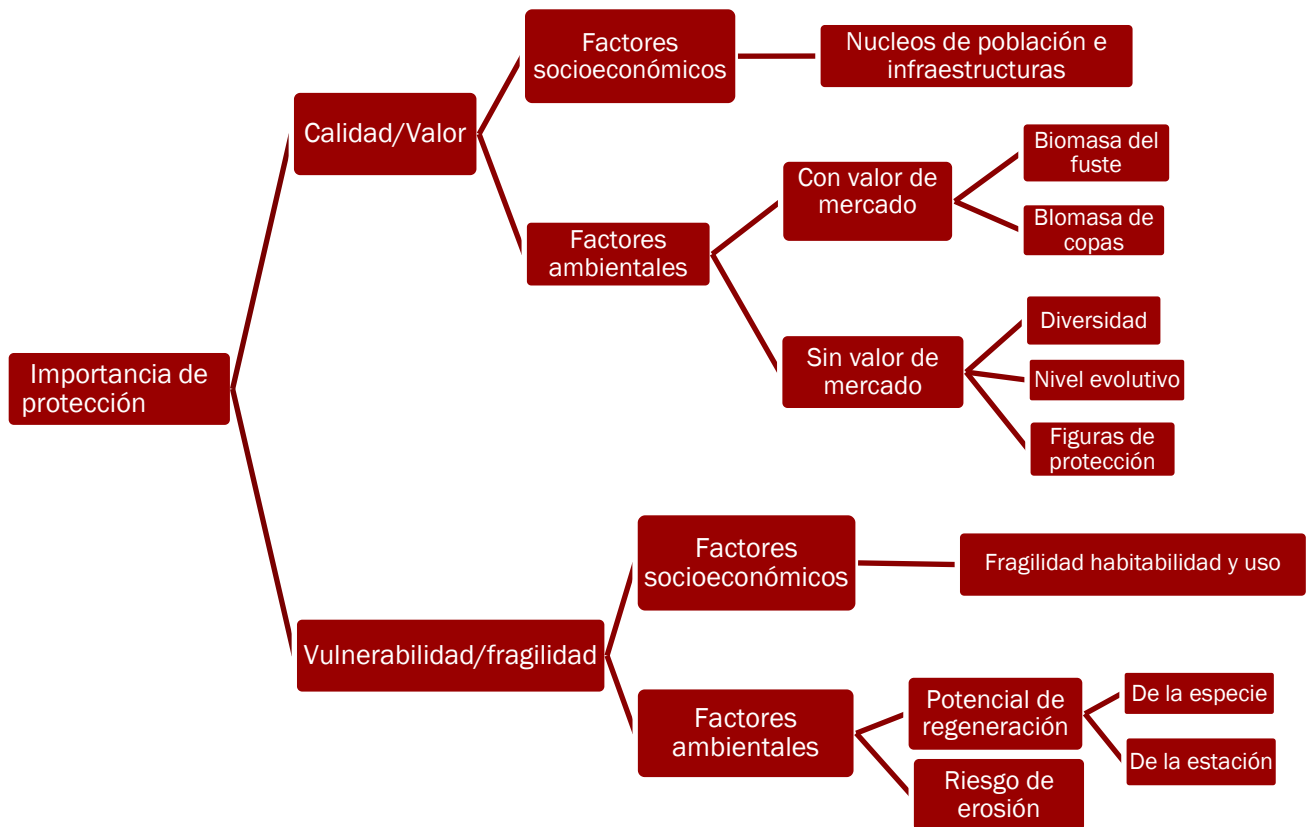 Factores
socioeconómicos
Nucleos de población e
infraestructuras
Calidad/Valor
Biomasa del
fuste
Con valor de
mercado
BIomasa de
copas
Factores
ambientales
Diversidad
Sin valor de
mercado
Nivel evolutivo
Figuras de
protección
Importancia de
protección
Factores
socioeconómicos
Fragilidad habitabilidad y uso
Vulnerabilidad/fragilidad
Factores
ambientales
Potencial de
regeneración
De la especie
De la estación
Riesgo de
erosión